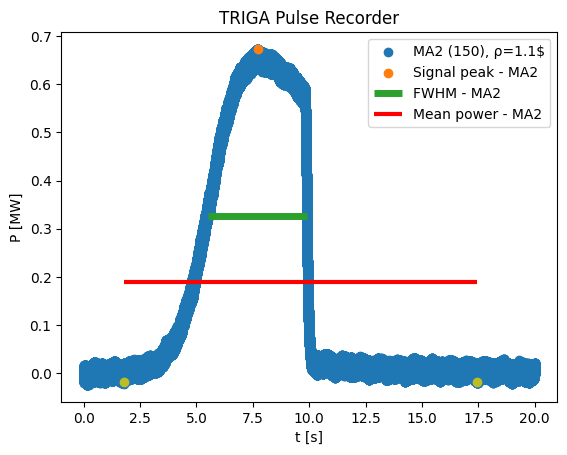 TRIGA Pulse Recorder
MA2 (150), ρ=1.1$
Signal peak - MA2
FWHM - MA2
Mean power - MA2
P [MW]
0.7
0.6
0.5
0.4
0.3
0.2
0.1
0.0
0.0 2.5 5.0 7.5 10.0 12.5 15.0 17.5 20.0
t [s]